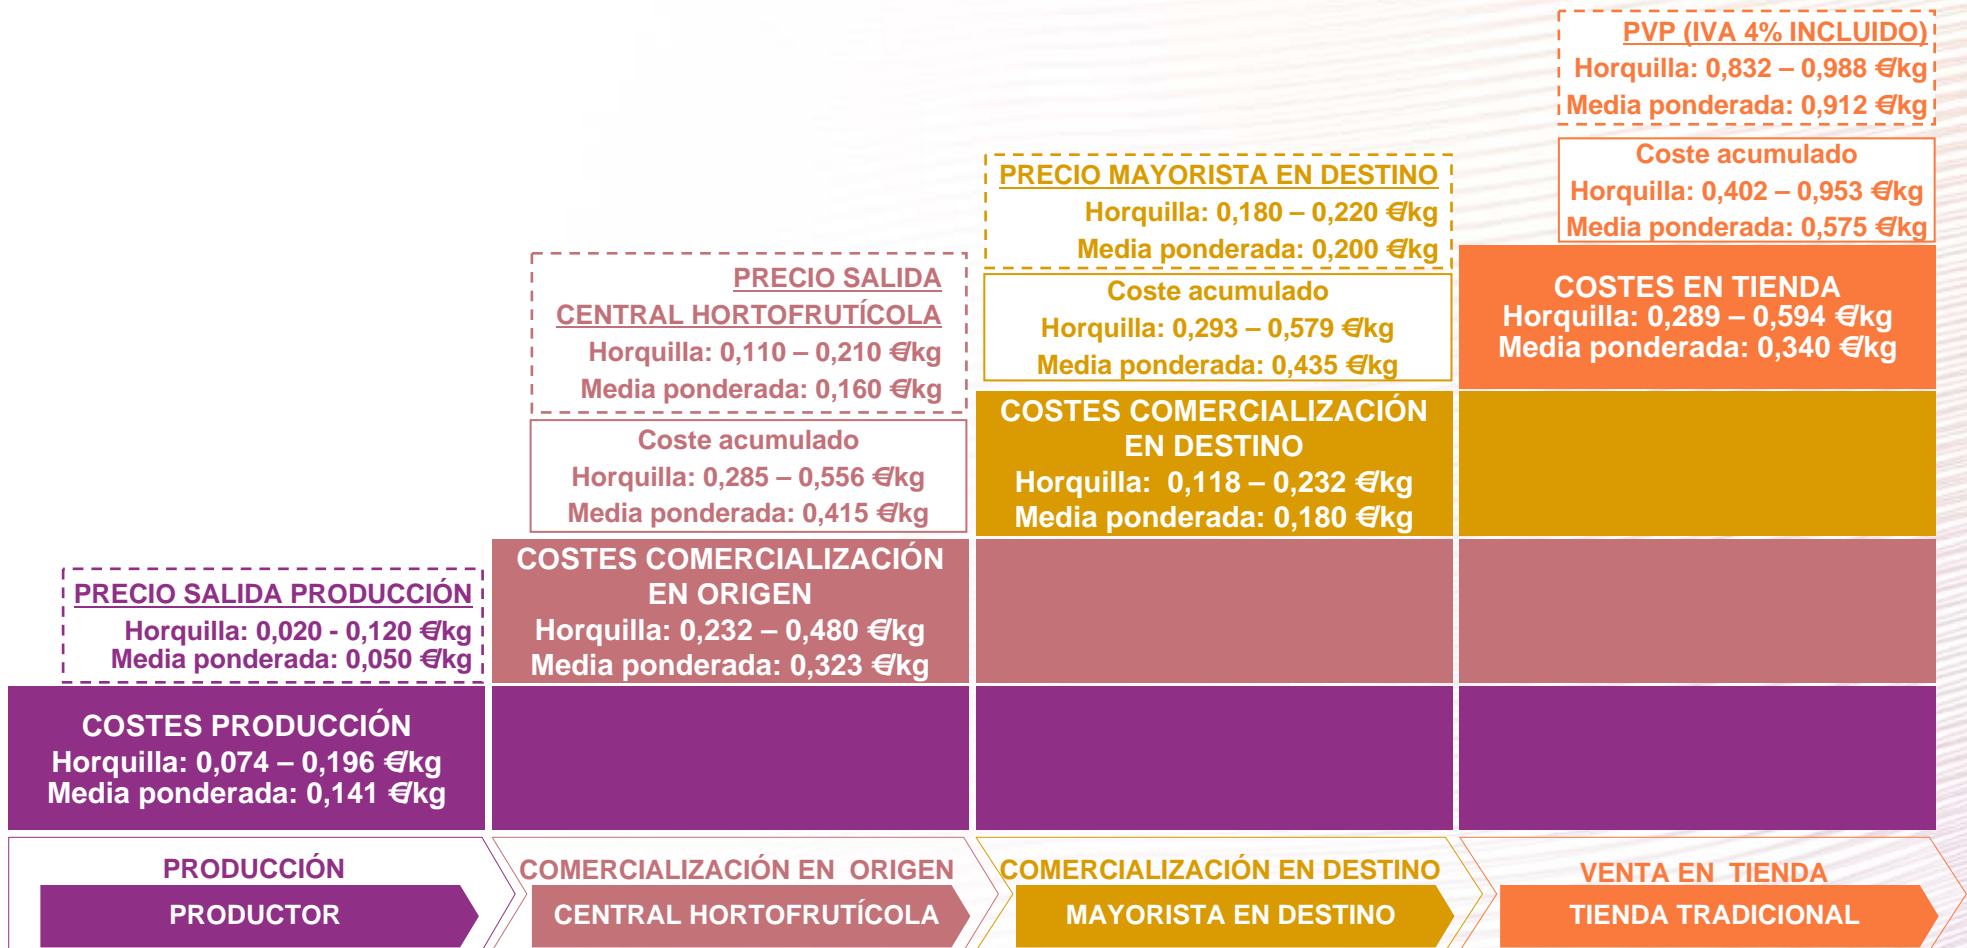 PVP (IVA 4% INCLUIDO)
Horquilla: 0,832 – 0,988 €/kg
Media ponderada: 0,912 €/kg
Coste acumulado
Horquilla: 0,402 – 0,953 €/kg
Media ponderada: 0,575 €/kg
COSTES EN TIENDA
Horquilla: 0,289 – 0,594 €/kg
Media ponderada: 0,340 €/kg
PRECIO MAYORISTA EN DESTINO
Horquilla: 0,180 – 0,220 €/kg
Media ponderada: 0,200 €/kg
Coste acumulado
Horquilla: 0,293 – 0,579 €/kg
Media ponderada: 0,435 €/kg
COSTES COMERCIALIZACIÓN
EN DESTINO
Horquilla: 0,118 – 0,232 €/kg
Media ponderada: 0,180 €/kg
PRECIO SALIDA
CENTRAL HORTOFRUTÍCOLA
Horquilla: 0,110 – 0,210 €/kg
Media ponderada: 0,160 €/kg
Coste acumulado
Horquilla: 0,285 – 0,556 €/kg
Media ponderada: 0,415 €/kg
COSTES COMERCIALIZACIÓN
EN ORIGEN
Horquilla: 0,232 – 0,480 €/kg
Media ponderada: 0,323 €/kg
PRECIO SALIDA PRODUCCIÓN
Horquilla: 0,020 - 0,120 €/kg
Media ponderada: 0,050 €/kg
COSTES PRODUCCIÓN
Horquilla: 0,074 – 0,196 €/kg
Media ponderada: 0,141 €/kg
PRODUCCIÓN
PRODUCTOR
COMERCIALIZACIÓN EN ORIGEN
CENTRAL HORTOFRUTÍCOLA
COMERCIALIZACIÓN EN DESTINO
MAYORISTA EN DESTINO
VENTA EN TIENDA
TIENDA TRADICIONAL